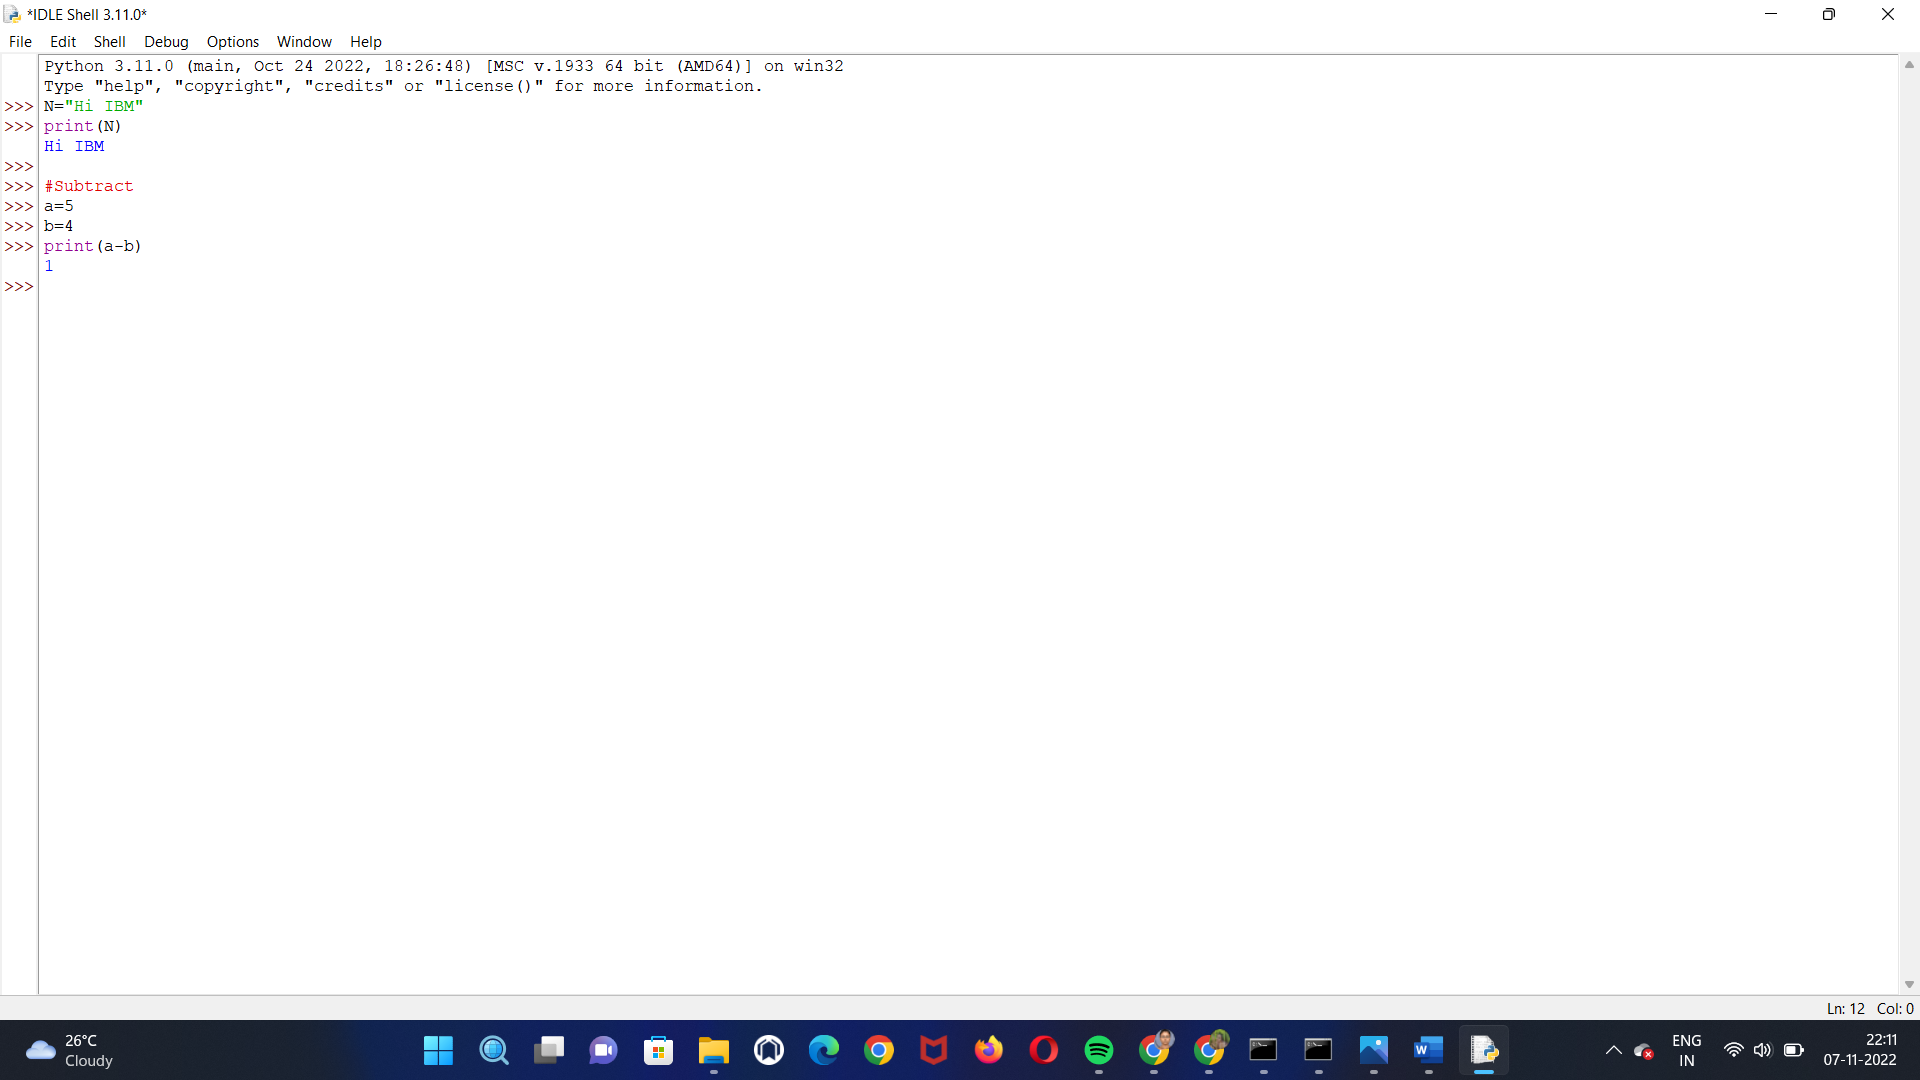 *IDLE Shell 3.11.0*
File Edit Shell Debug Options Window Help
Python 3.11.0 (main, Oct 24 2022, 18:26:48) [MSC v.1933 64 bit (AMD64)] on win32
Type "help", "copyright", "credits" or "license()" for more information.
>>> N="Hi IBM"
>>> print(N)
Hi IBM
>>>
>>> #Subtract
>>> a=5
>>> b=4
>>> print(a-b)
1
>>>
Ln: 12 Col: 0
26°C
Cloudy
ENG
IN
22:11
07-11-2022